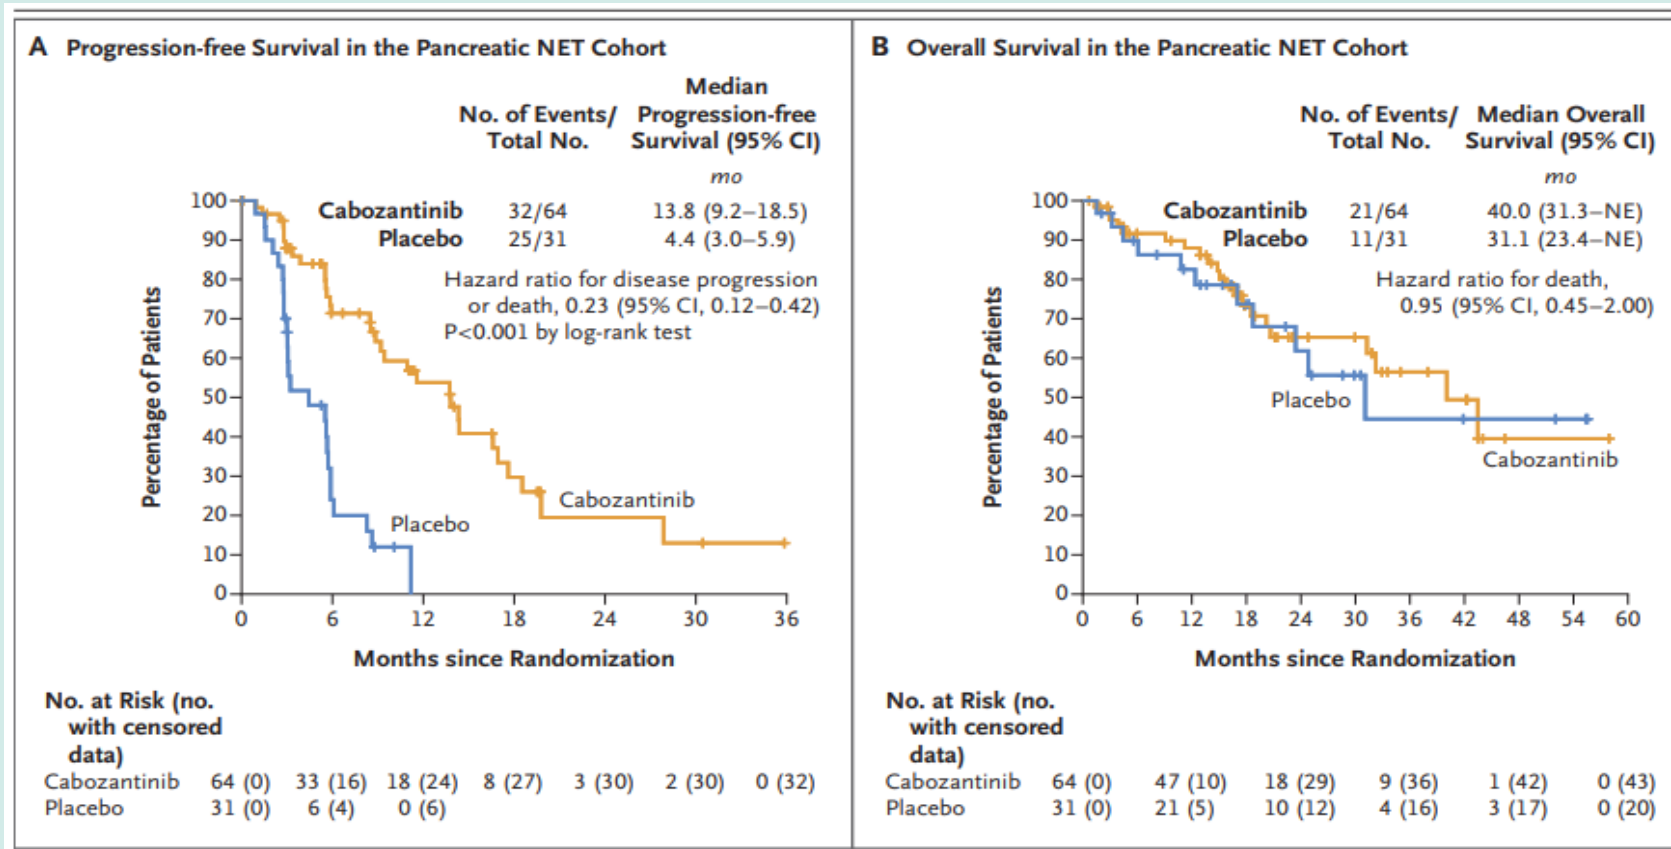 A Progression-free Survival in the Pancreatic NET Cohort
Median
No. of Events/ Progression-free
Total No. Survival (95% CI)
mo
Cabozantinib 32/64 13.8 (9.2–18.5)
Placebo 25/31 4.4 (3.0–5.9)
Hazard ratio for disease progression
or death, 0.23 (95% CI, 0.12–0.42)
P<0.001 by log-rank test
Percentage of Patients
100
90
80
70
60
50
40
30
20
10
0
Cabozantinib
Placebo
0 6 12 18 24 30 36
Months since Randomization
No. at Risk (no.
with censored
data)
Cabozantinib 64 (0) 33 (16) 18 (24) 8 (27) 3 (30) 2 (30) 0 (32)
Placebo 31 (0) 6 (4) 0 (6)
B Overall Survival in the Pancreatic NET Cohort
No. of Events/ Median Overall
Total No. Survival (95% CI)
mo
Cabozantinib 21/64 40.0 (31.3–NE)
Placebo 11/31 31.1 (23.4–NE)
Hazard ratio for death,
0.95 (95% CI, 0.45–2.00)
Percentage of Patients
100
90
80
70
60
50
40
30
20
10
0
Placebo
Cabozantinib
0 6 12 18 24 30 36 42 48 54 60
Months since Randomization
No. at Risk (no.
with censored
data)
Cabozantinib 64 (0) 47 (10) 18 (29) 9 (36) 1 (42) 0 (43)
Placebo 31 (0) 21 (5) 10 (12) 4 (16) 3 (17) 0 (20)